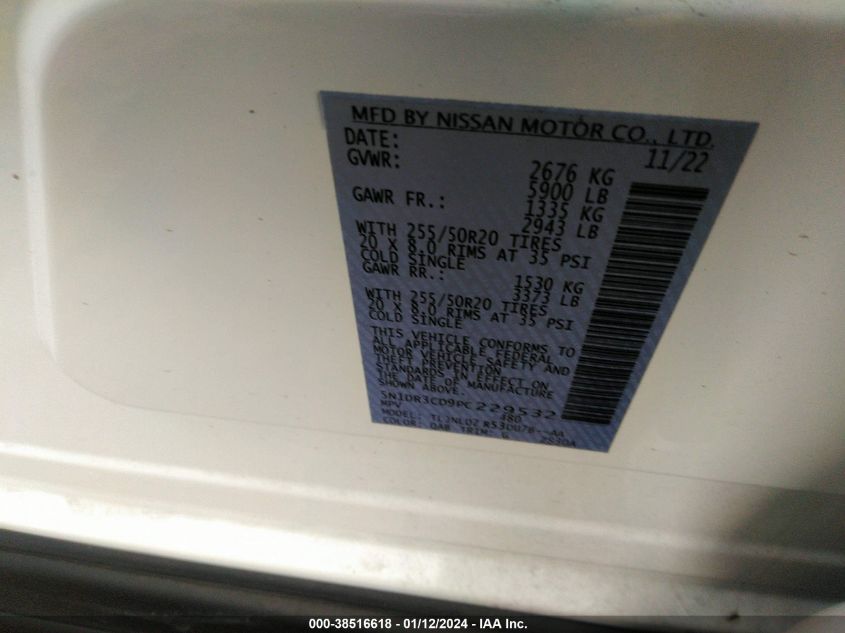 MFD BY NISSAN MOTOR CO., LTD.
DATE: 11/22
GVWR: 2676 KG
5900 LB
GAWR FR.: 1335 KG
2943 LB
WITH 255/50R20 TIRES
20 X 8.0 RIMS AT 35 PSI
COLD SINGLE
GAWR RR.: 1530 KG
3373 LB
WITH 255/50R20 TIRES
20 X 8.0 RIMS AT 35 PSI
COLD SINGLE
THIS VEHICLE CONFORMS TO
ALL APPLICABLE FEDERAL
MOTOR VEHICLE SAFETY AND
THEFT PREVENTION
STANDARDS IN EFFECT ON
THE DATE OF MANUFACTURE
SHOWN ABOVE.
5N1DR3CD9PC229532
MPV
MODEL:
COLOR: QAB TRIM: G
000-38516618 - 01/12/2024 - IAA Inc.